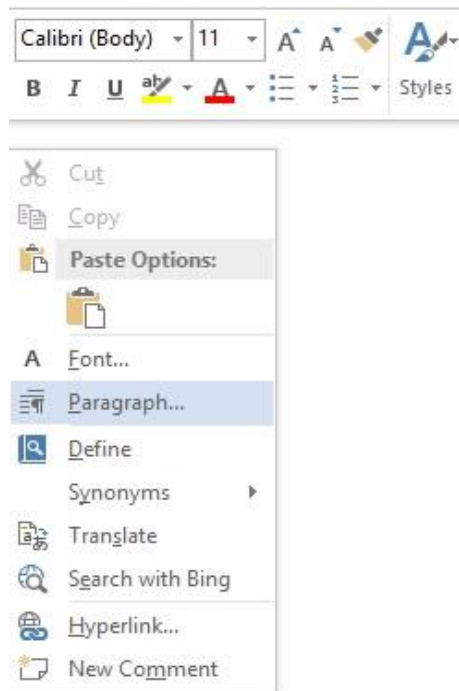 Calibri (Body) 11 A A
B I U aby A Styles
Cut
Copy
Paste Options:
A Font...
Paragraph...
Define
Synonyms
Translate
Search with Bing
Hyperlink...
New Comment